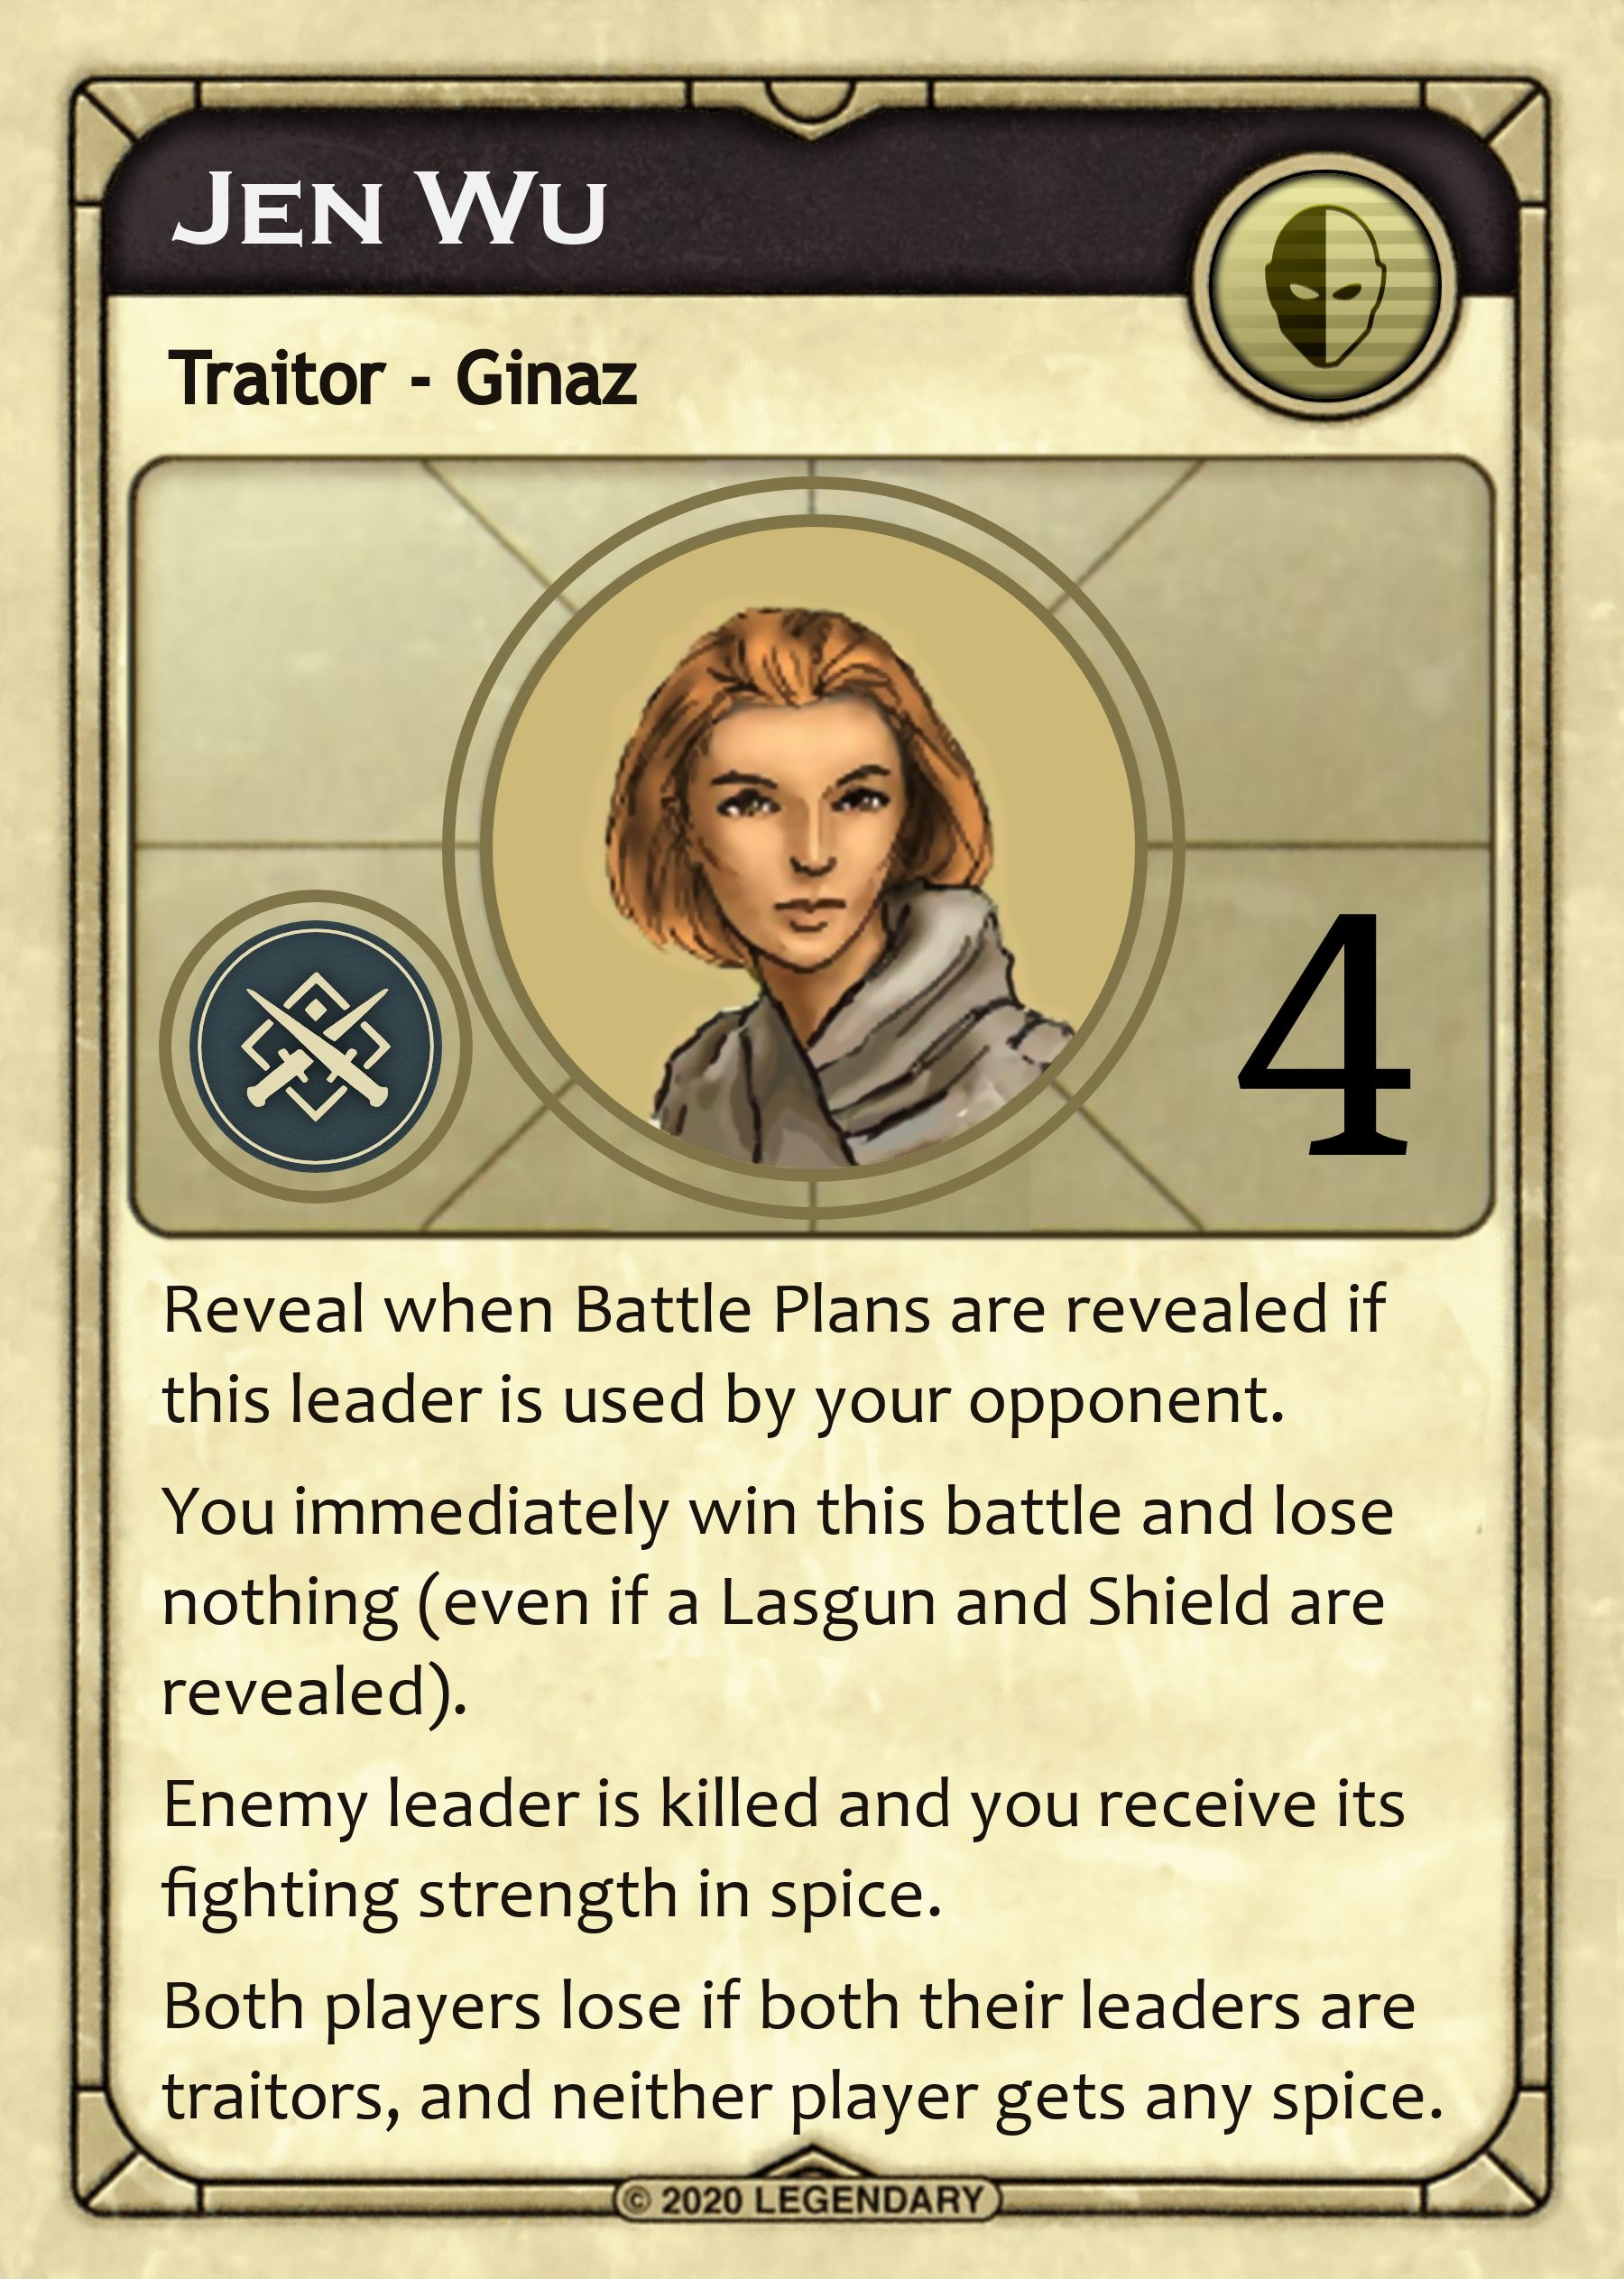 Jen Wu
Traitor - Ginaz
4
Reveal when Battle Plans are revealed if
this leader is used by your opponent.
You immediately win this battle and lose
nothing (even if a Lasgun and Shield are
revealed).
Enemy leader is killed and you receive its
fighting strength in spice.
Both players lose if both their leaders are
traitors, and neither player gets any spice.
© 2020 LEGENDARY